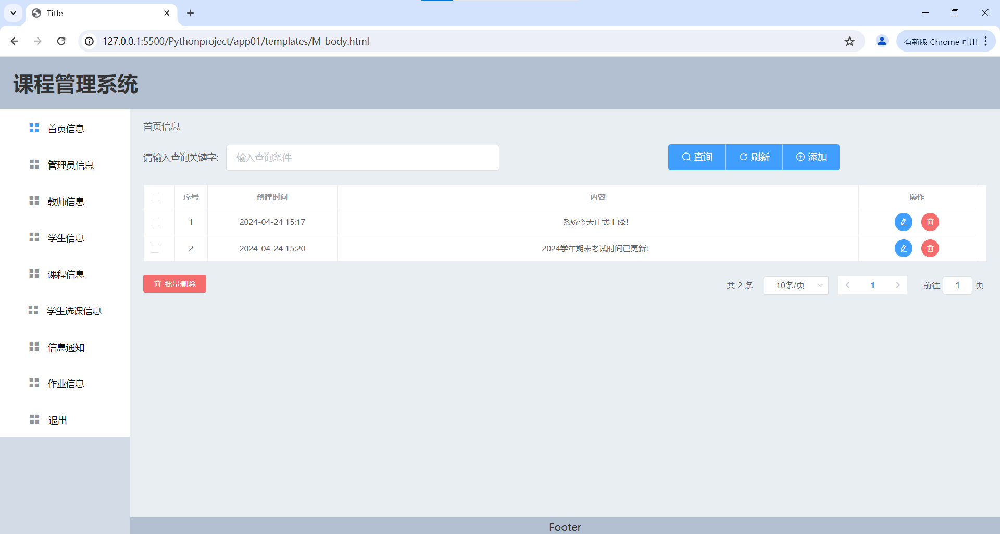 Title
127.0.0.1:5500/Pythonproject/app01/templates/M_body.html
有新版 Chrome 可用
课程管理系统
首页信息
管理员信息
教师信息
学生信息
课程信息
学生选课信息
信息通知
作业信息
退出
首页信息
请输入查询关键字: 输入查询条件 查询 刷新 添加
序号 创建时间 内容 操作
1 2024-04-24 15:17 系统今天正式上线!
2 2024-04-24 15:20 2024学年期末考试时间已更新!
批量删除 共 2 条 10条/页 1 前往 1 页
Footer